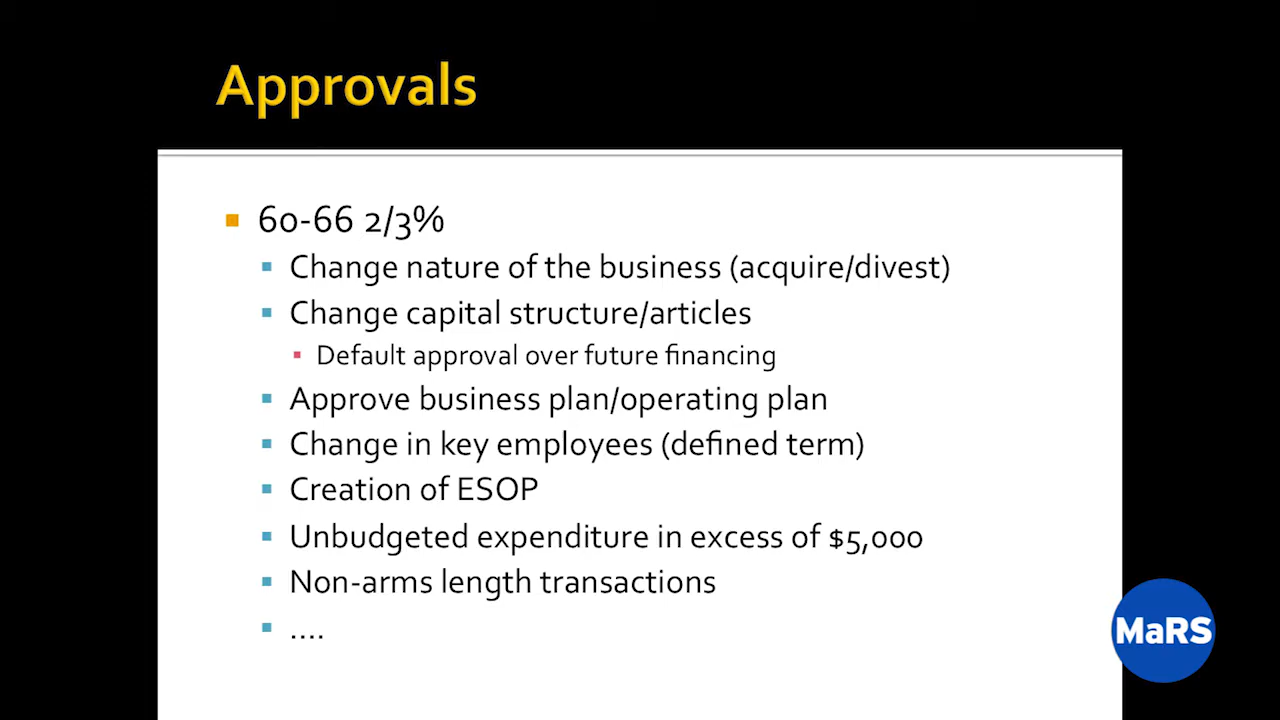 Approvals
60-66 2/3%
Change nature of the business (acquire/divest)
Change capital structure/articles
Default approval over future financing
Approve business plan/operating plan
Change in key employees (defined term)
Creation of ESOP
Unbudgeted expenditure in excess of $5,000
Non-arms length transactions
....
MaRS